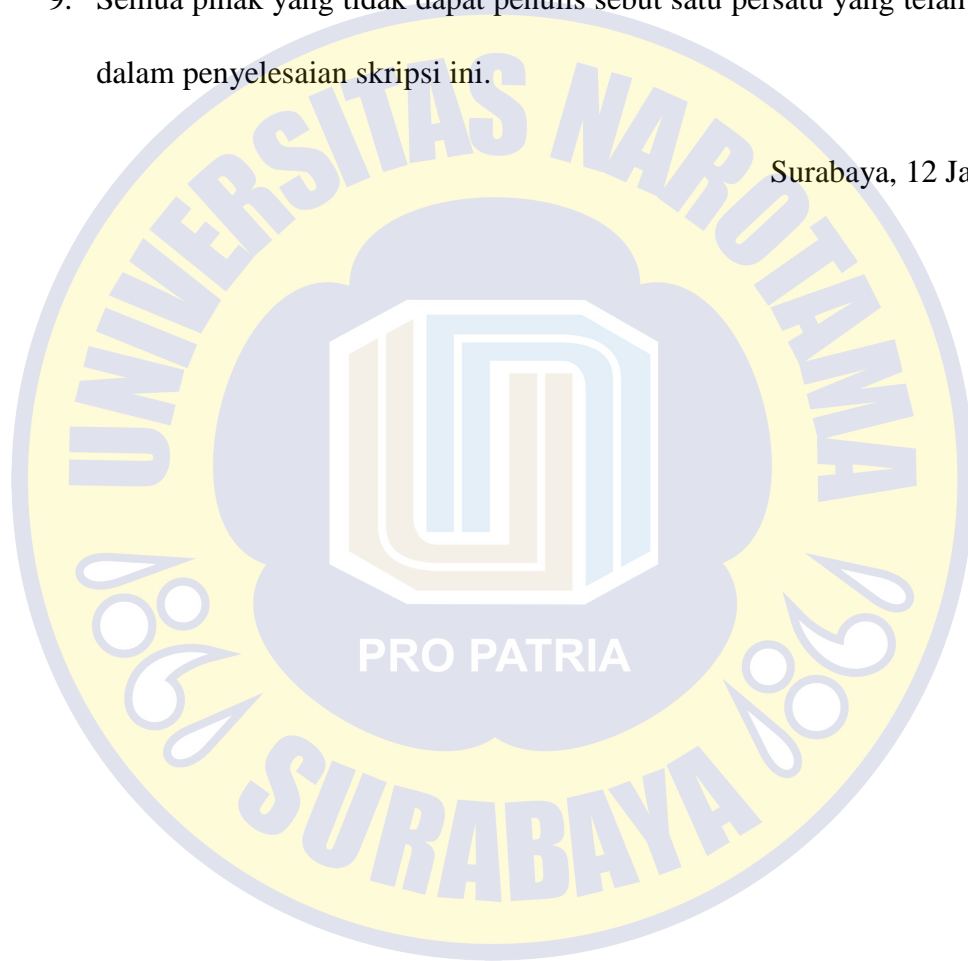 9. Semua pihak yang tidak dapat penulis sebut satu persatu yang telah
dalam penyelesaian skripsi ini.
Surabaya, 12 Ja
UNIVERSITAS NAROTAMA
PRO PATRIA
SURABAYA